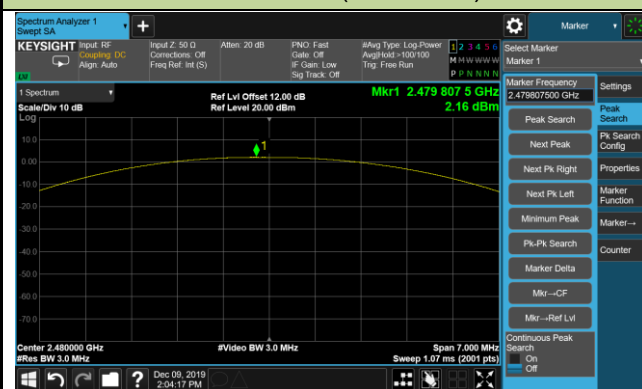 Spectrum Analyzer 1
Swept SA
Marker
KEYSIGHT
Input: RF
Coupling: DC
Align: Auto
Input Z: 50 Ω
Corrections: Off
Freq Ref: Int (S)
Atten: 20 dB
PNO: Fast
Gate: Off
IF Gain: Low
Sig Track: Off
#Avg Type: Log-Power
Avg|Hold:>100/100
Trig: Free Run
1 2 3 4 5 6
M M W W W W
P P N N N N
LVI
Select Marker
Marker 1
1 Spectrum
Scale/Div 10 dB
Log
Ref Lvl Offset 12.00 dB
Ref Level 20.00 dBm
Mkr1 2.479 807 5 GHz
2.16 dBm
1
10.0
0.00
-10.0
-20.0
-30.0
-40.0
-50.0
-60.0
-70.0
Center 2.480000 GHz
#Res BW 3.0 MHz
#Video BW 3.0 MHz
Span 7.000 MHz
Sweep 1.07 ms (2001 pts)
Marker Frequency
2.479807500 GHz
Peak Search
Next Peak
Next Pk Right
Next Pk Left
Minimum Peak
Pk-Pk Search
Marker Delta
Mkr→CF
Mkr→Ref Lvl
Continuous Peak
Search
On
Off
Settings
Peak
Search
Pk Search
Config
Properties
Marker
Function
Marker→
Counter
?
Dec 09, 2019
2:04:17 PM